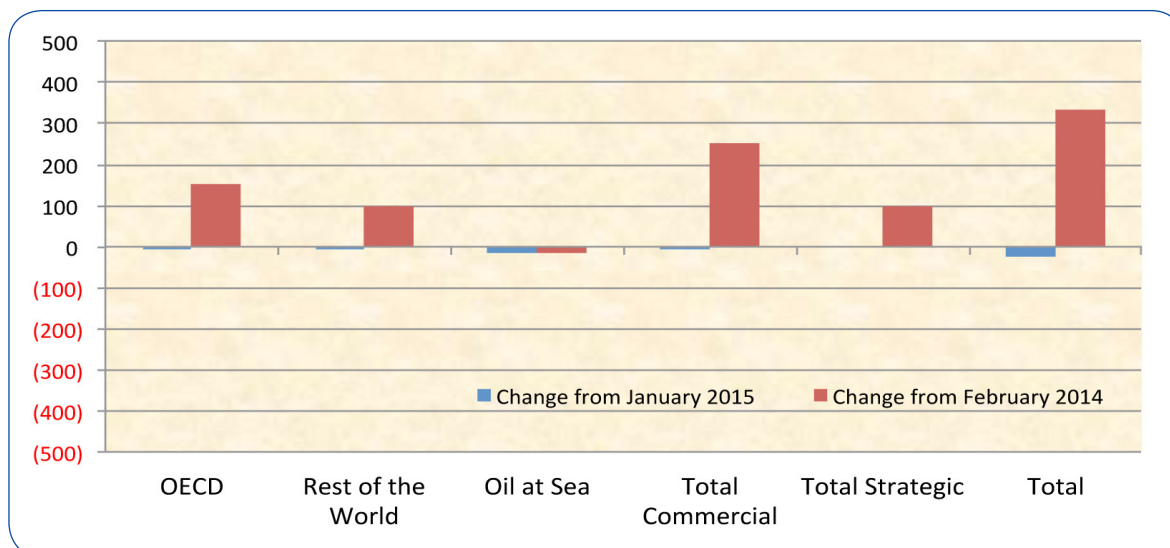 500
400
300
200
100
0
(100)
(200)
(300)
(400)
(500)
Change from January 2015
Change from February 2014
OECD
Rest of the
World
Oil at Sea
Total
Commercial
Total Strategic
Total